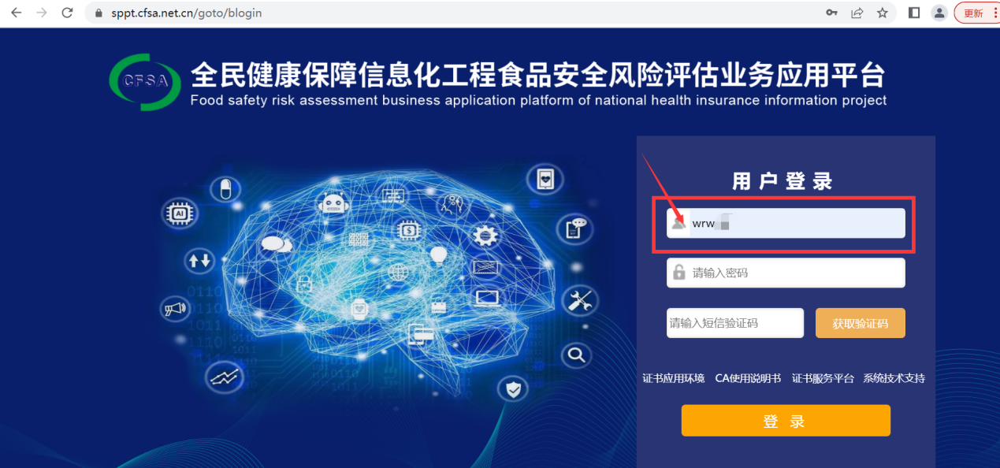 sppt.cfsa.net.cn/goto/blogin
更新
CFSA
全民健康保障信息化工程食品安全风险评估业务应用平台
Food safety risk assessment business application platform of national health insurance information project
用户登录
wrw
请输入密码
请输入短信验证码
获取验证码
证书应用环境 CA使用说明书 证书服务平台 系统技术支持
登 录
AI